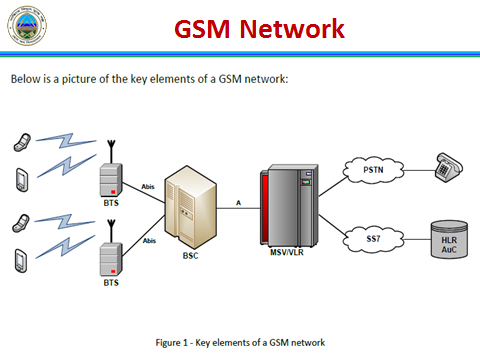 GSM Network
Below is a picture of the key elements of a GSM network:
Abis
BTS
Abis
BTS
BSC
A
MSV/VLR
PSTN
SS7
HLR
AuC
Figure 1 - Key elements of a GSM network